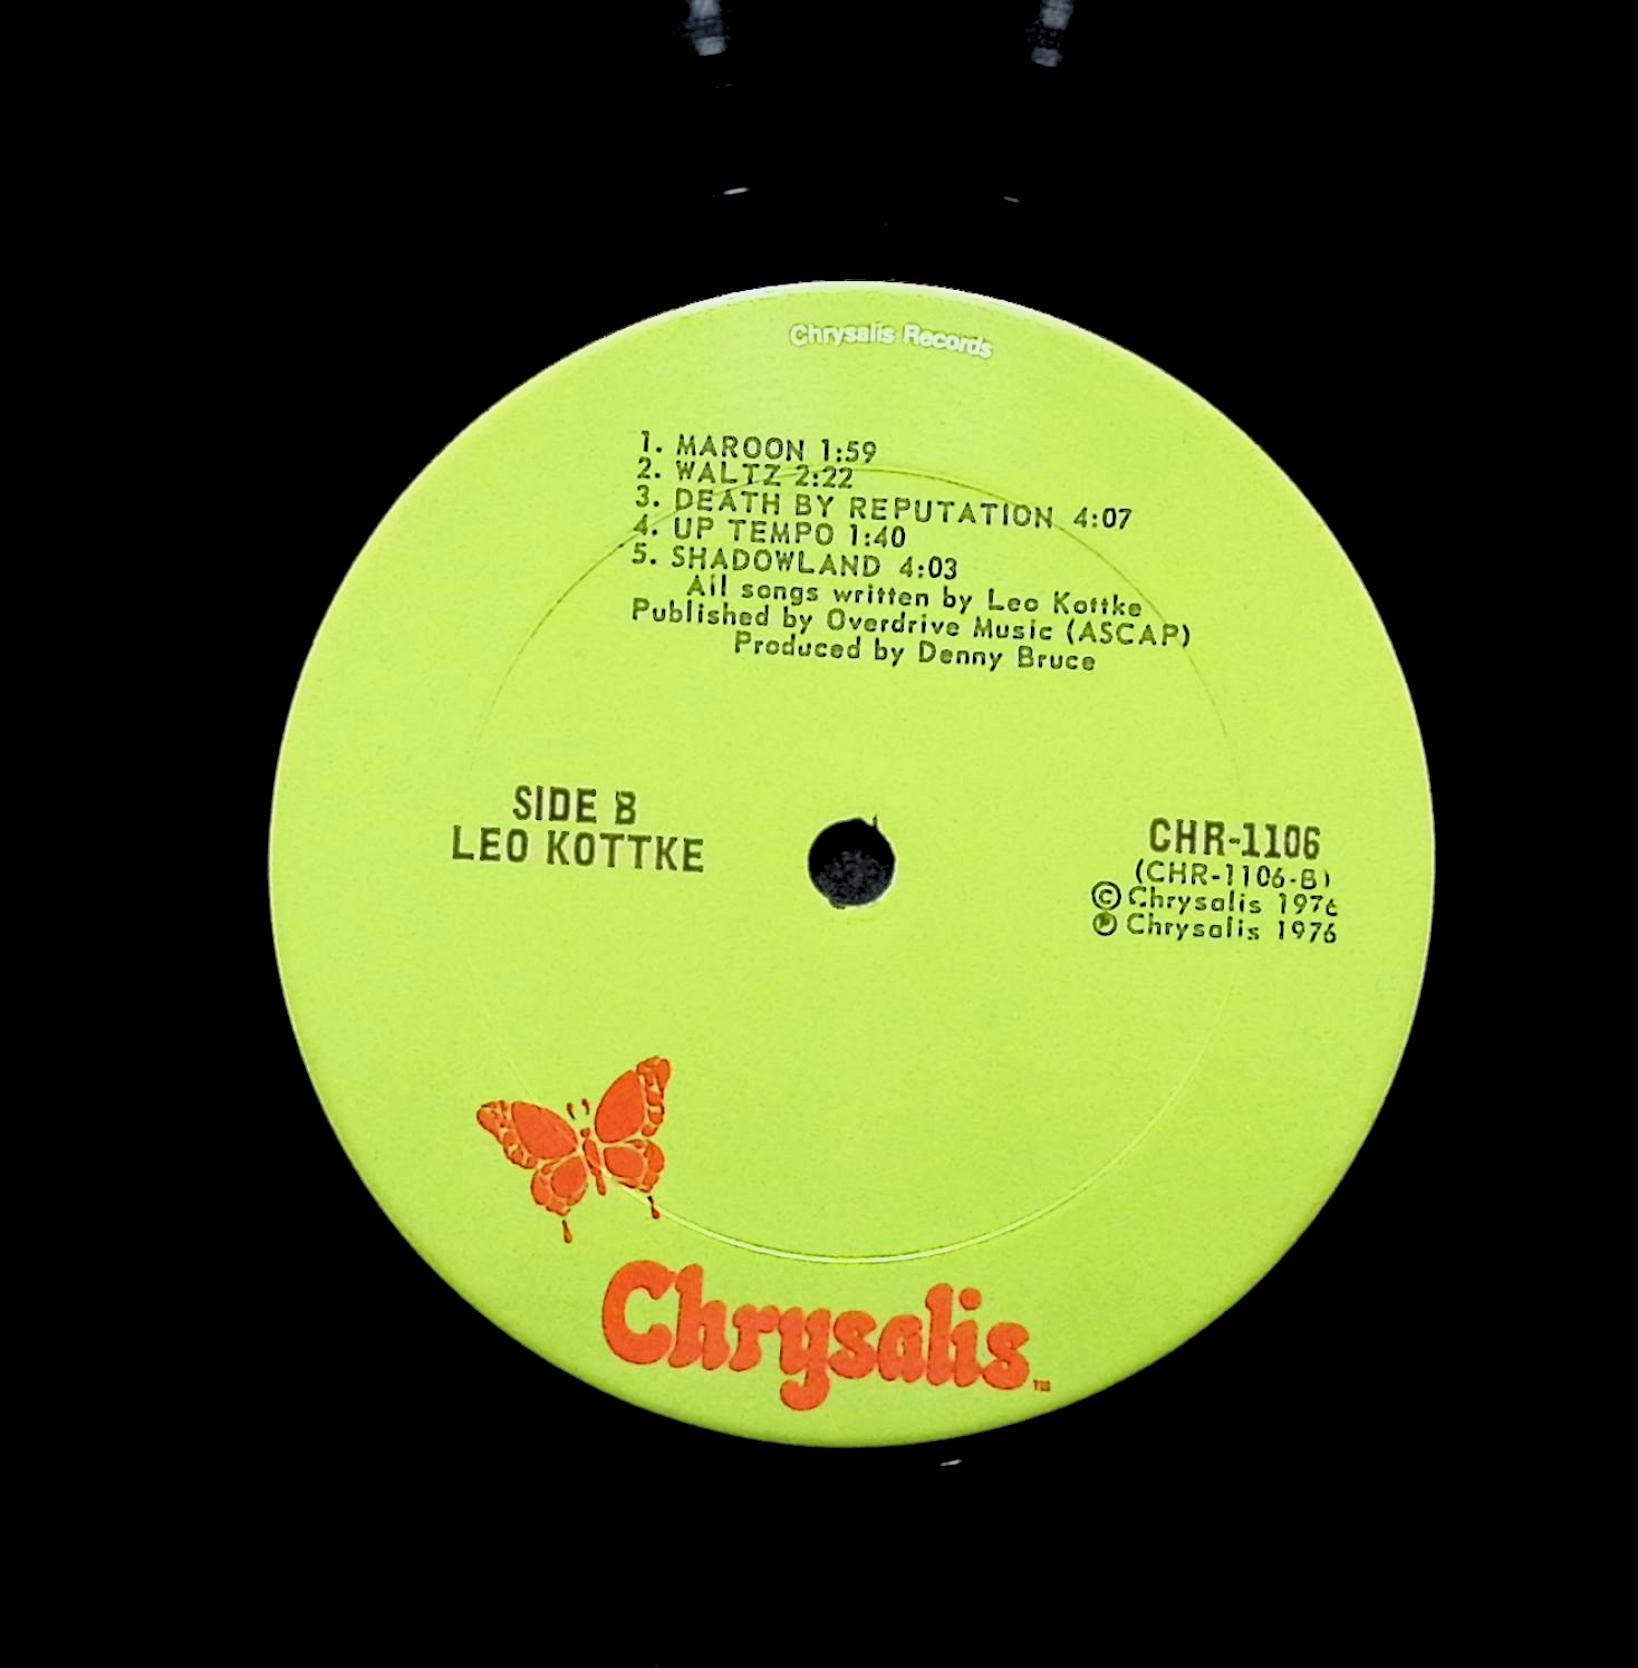 Chrysalis Records
1. MAROON 1:59
2. WALTZ 2:22
3. DEATH BY REPUTATION 4:07
4. UP TEMPO 1:40
5. SHADOWLAND 4:03
All songs written by Leo Kottke
Published by Overdrive Music (ASCAP)
Produced by Denny Bruce
SIDE B
LEO KOTTKE
CHR-1106
(CHR-1106-B)
© Chrysalis 1976
℗ Chrysalis 1976
Chrysalis™